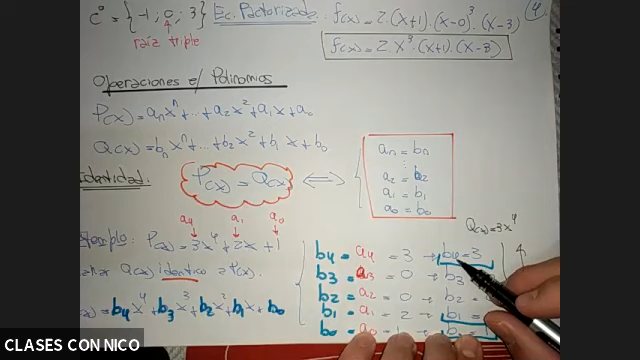 C⁰ = {-1; 0; 3} Ec. Factorizada: f(x) = 2·(x+1)·(x-0)³·(x-3)
raíz triple
f(x) = 2·x³·(x+1)·(x-3)
4
Operaciones e/ Polinomios
P(x) = aₙxⁿ+...+a₂x²+a₁x+a₀
Q(x) = bₙxⁿ+...+b₂x²+b₁x+b₀
Identidad: P(x) = Q(x) ⟺
aₙ = bₙ
⋮
a₂ = b₂
a₁ = b₁
a₀ = b₀
Q(x) = 3x⁴
a₄ a₁ a₀
P(x) = 3x⁴+2x+1
Q(x) idéntico a P(x)
b₄x⁴+b₃x³+b₂x²+b₁x+b₀
b₄ = a₄ = 3 → b₄ = 3
b₃ = a₃ = 0 → b₃
b₂ = a₂ = 0 → b₂ =
b₁ = a₁ = 2 → b₁ =
b₀ = a₀ = 1
CLASES CON NICO